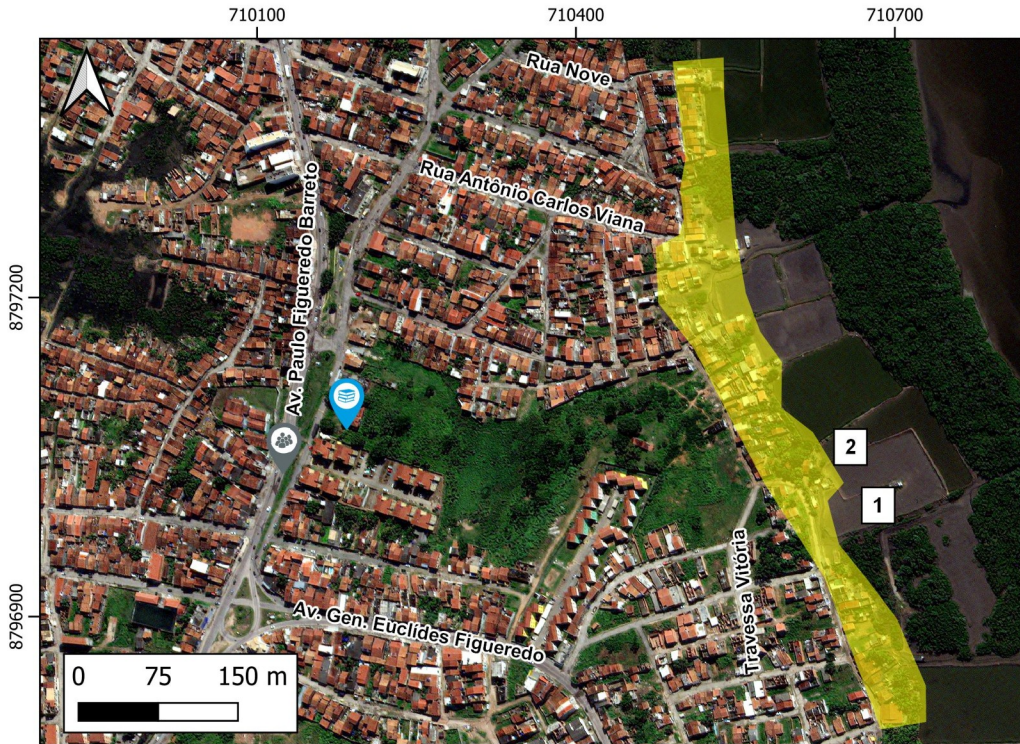 710100
710400
710700
Rua Nove
Rua Antônio Carlos Viana
Av. Paulo Figueredo Barreto
8797200
2
1
Travessa Vitória
8796900
Av. Gen. Euclídes Figueredo
0 75 150 m